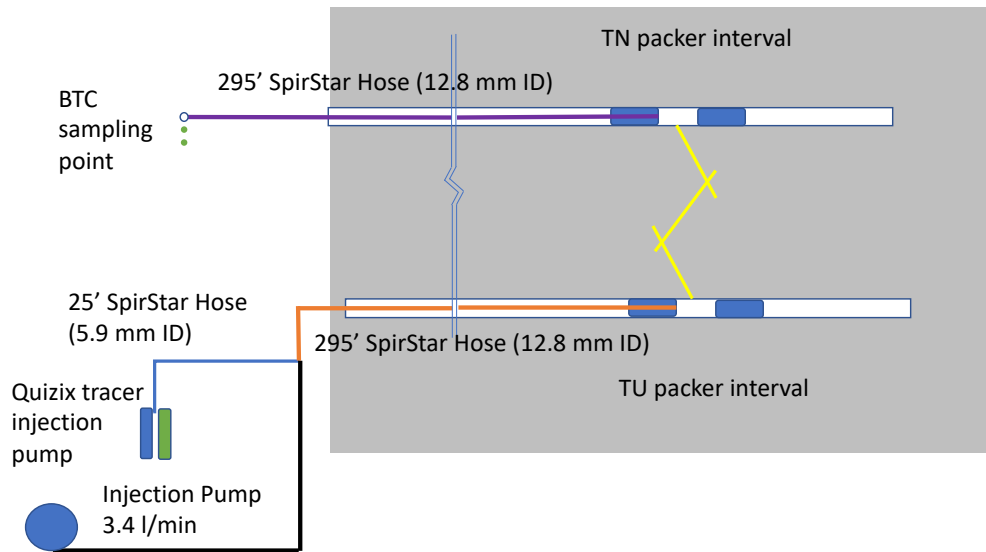 TN packer interval
295’ SpirStar Hose (12.8 mm ID)
BTC
sampling
point
25’ SpirStar Hose
(5.9 mm ID)
295’ SpirStar Hose (12.8 mm ID)
Quizix tracer
injection
pump
TU packer interval
Injection Pump
3.4 l/min